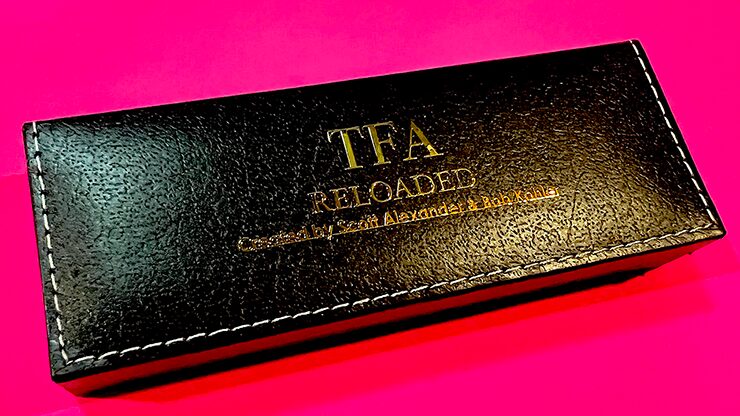 TFA
RELOADED
Created by Scott Alexander & Bob Kohler